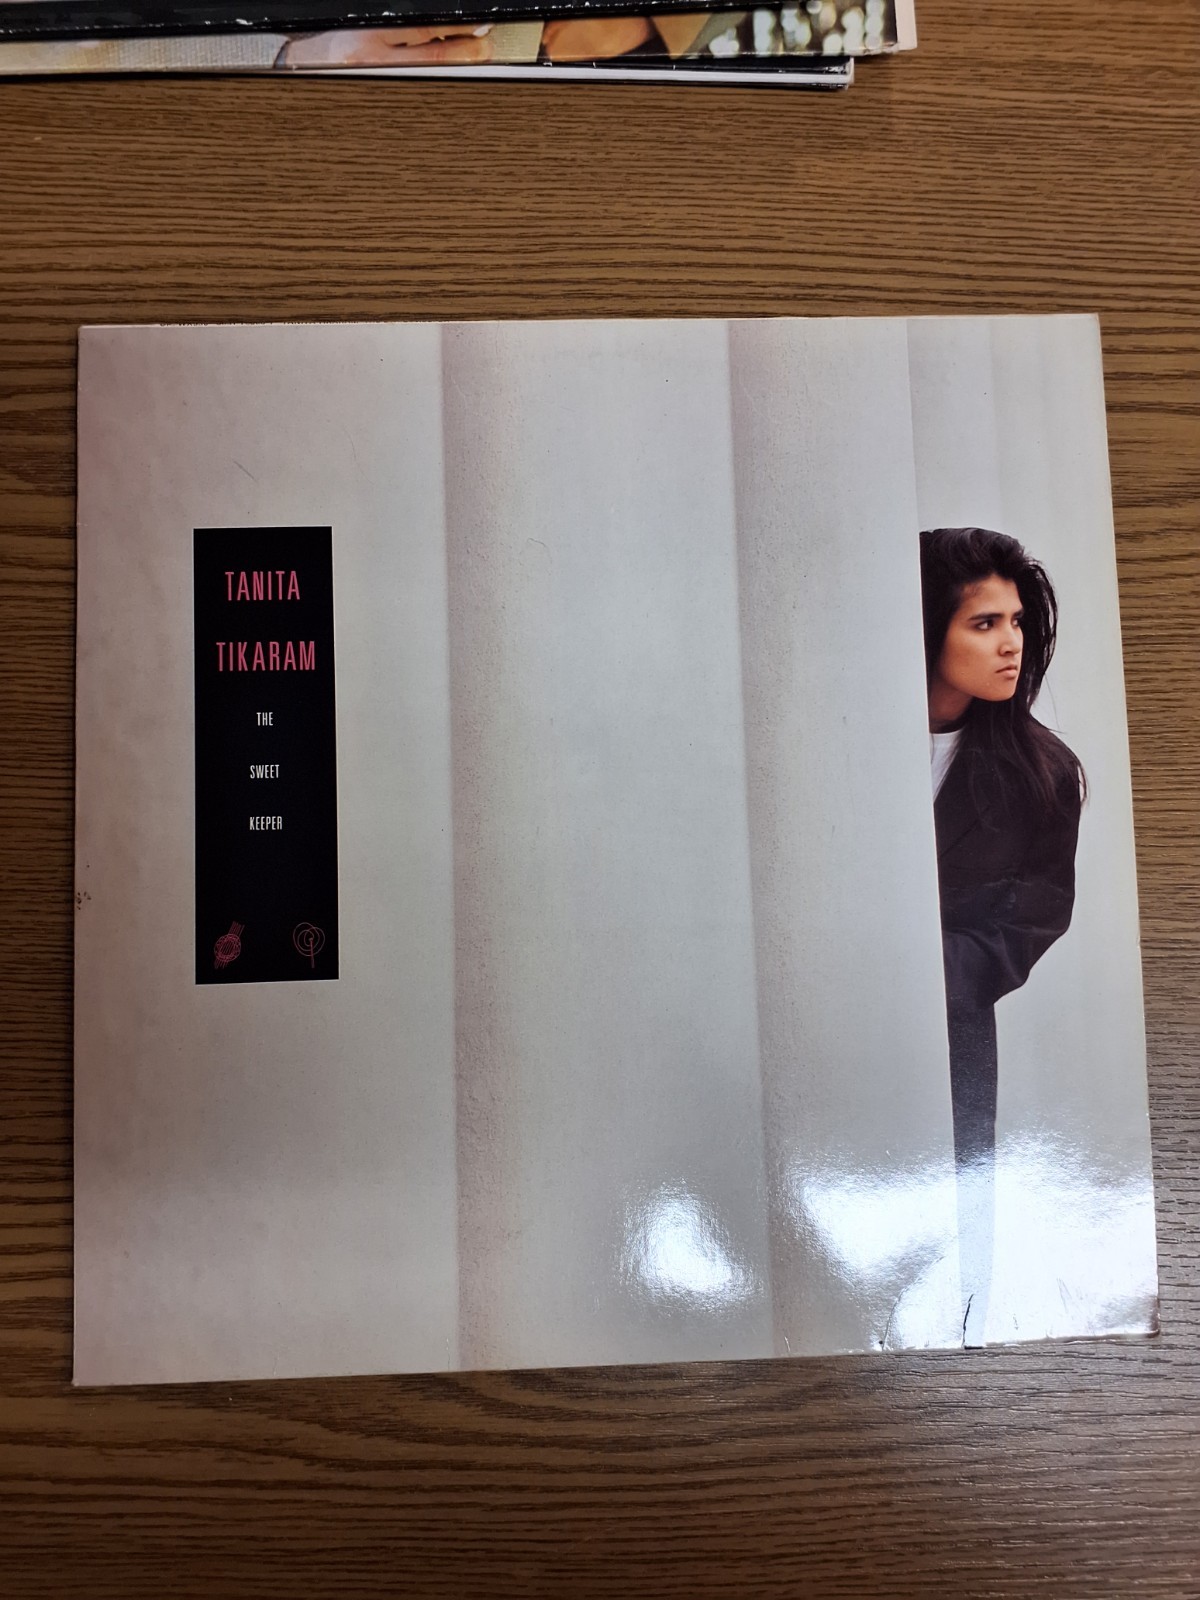 TANITA
TIKARAM
THE
SWEET
KEEPER